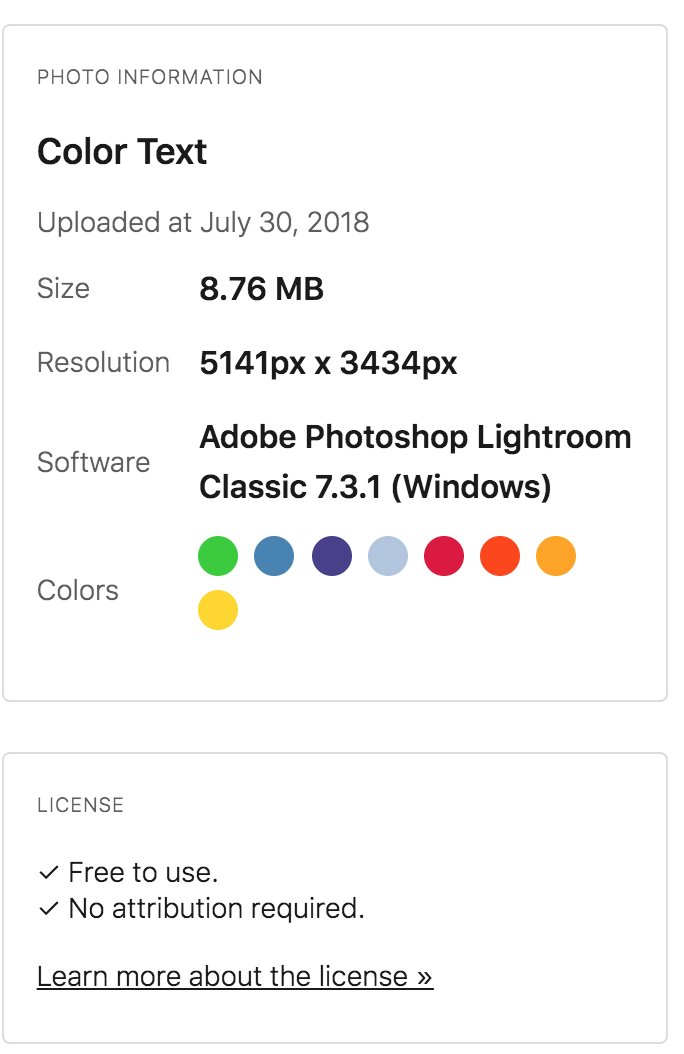 PHOTO INFORMATION
Color Text
Uploaded at July 30, 2018
Size 8.76 MB
Resolution 5141px x 3434px
Software Adobe Photoshop Lightroom
Classic 7.3.1 (Windows)
Colors
LICENSE
✓ Free to use.
✓ No attribution required.
Learn more about the license »